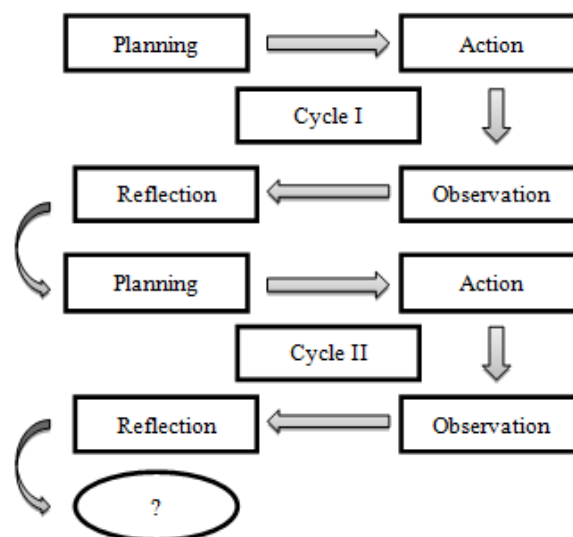 Planning
Action
Cycle I
Reflection
Observation
Planning
Action
Cycle II
Reflection
Observation
?